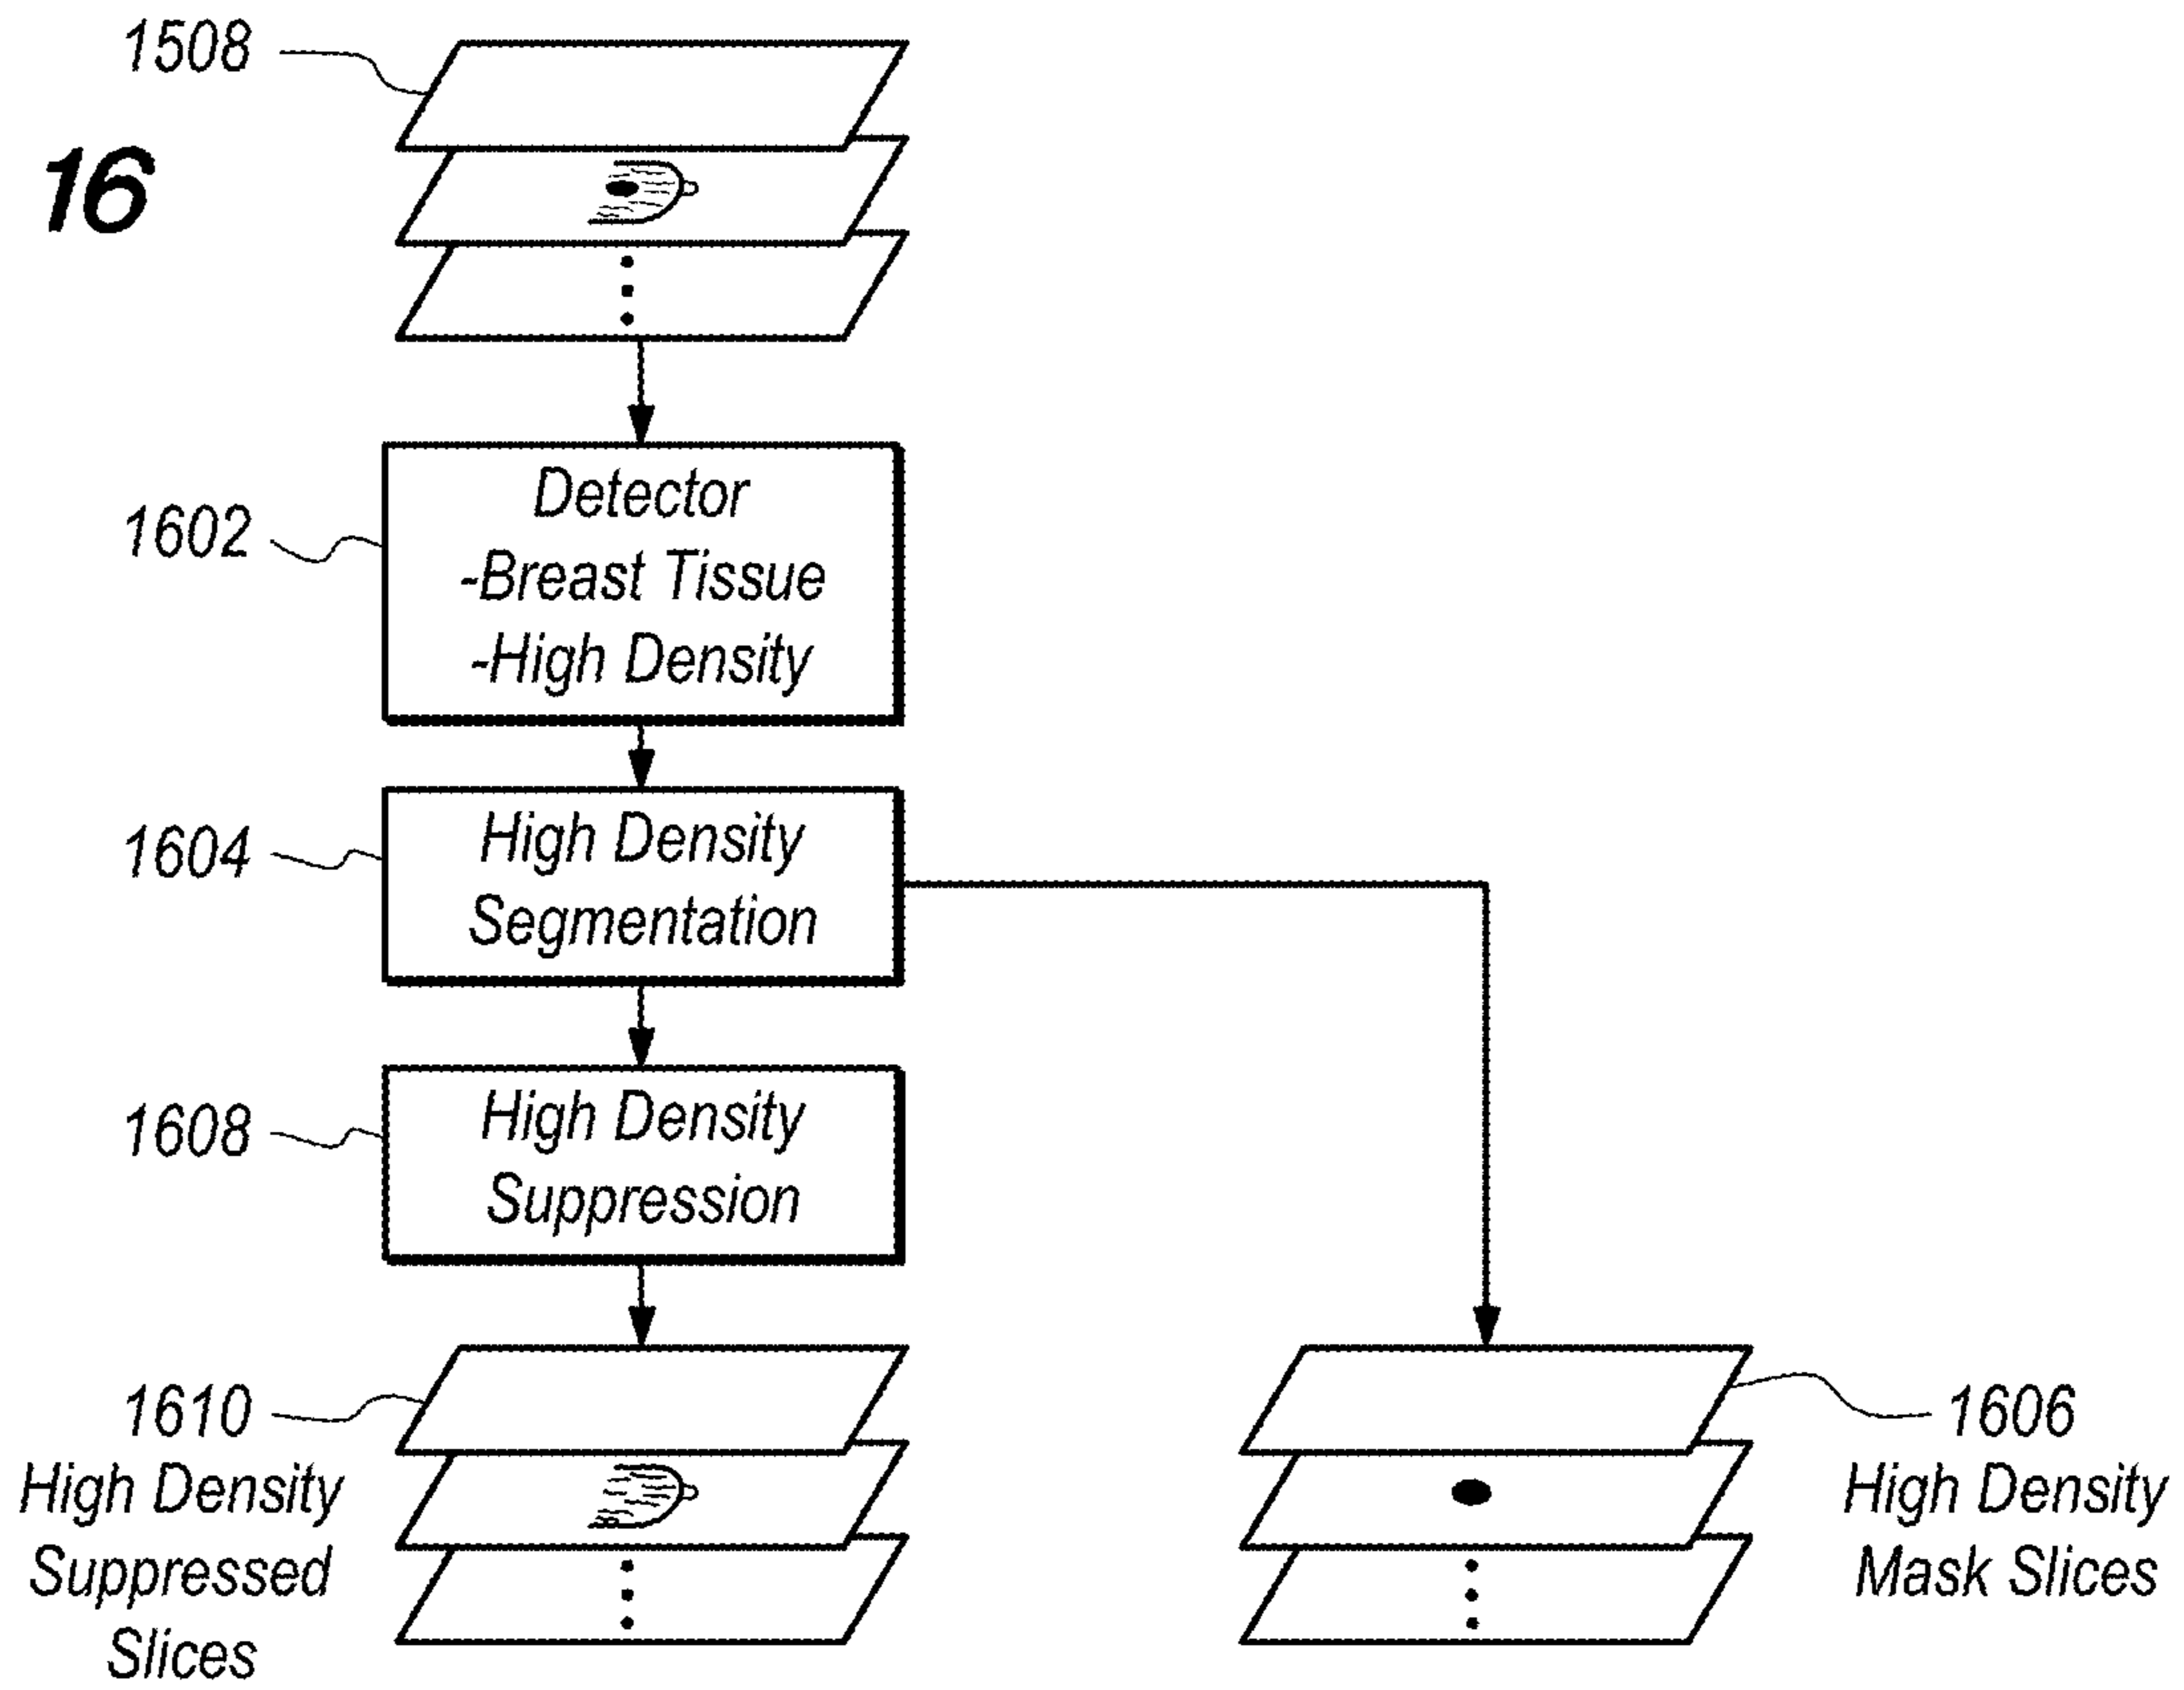 1508
16
1602
Detector
-Breast Tissue
-High Density
1604
High Density
Segmentation
1608
High Density
Suppression
1610
High Density
Suppressed
Slices
1606
High Density
Mask Slices